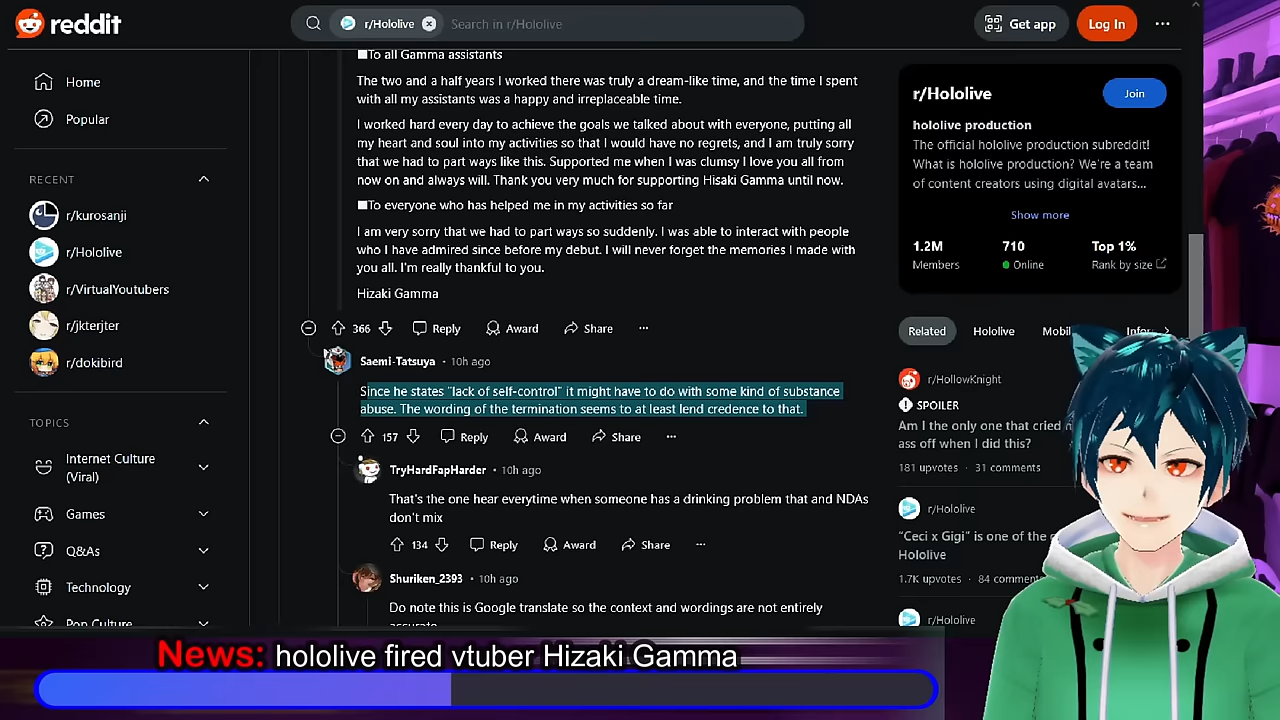 reddit
r/Hololive
Search in r/Hololive
Get app
Log In
Home
Popular
RECENT
r/kurosanji
r/Hololive
r/VirtualYoutubers
r/jkterjter
r/dokibird
TOPICS
Internet Culture
(Viral)
Games
Q&As
Technology
Pop Culture
■To all Gamma assistants
The two and a half years I worked there was truly a dream-like time, and the time I spent
with all my assistants was a happy and irreplaceable time.
I worked hard every day to achieve the goals we talked about with everyone, putting all
my heart and soul into my activities so that I would have no regrets, and I am truly sorry
that we had to part ways like this. Supported me when I was clumsy I love you all from
now on and always will. Thank you very much for supporting Hisaki Gamma until now.
■To everyone who has helped me in my activities so far
I am very sorry that we had to part ways so suddenly. I was able to interact with people
who I have admired since before my debut. I will never forget the memories I made with
you all. I'm really thankful to you.
Hizaki Gamma
366 Reply Award Share
Saemi-Tatsuya • 10h ago
Since he states "lack of self-control" it might have to do with some kind of substance
abuse. The wording of the termination seems to at least lend credence to that.
157 Reply Award Share
TryHardFapHarder • 10h ago
That's the one hear everytime when someone has a drinking problem that and NDAs
don't mix
134 Reply Award Share
Shuriken_2393 • 10h ago
Do note this is Google translate so the context and wordings are not entirely
accurate
r/Hololive
Join
hololive production
The official hololive production subreddit!
What is hololive production? We're a team
of content creators using digital avatars...
Show more
1.2M 710 Top 1%
Members Online Rank by size
Related Hololive Mobil Infor
r/HollowKnight
SPOILER
Am I the only one that cried
ass off when I did this?
181 upvotes · 31 comments
r/Hololive
"Ceci x Gigi" is one of the
Hololive
1.7K upvotes · 84 comment
r/Hololive
News: hololive fired vtuber Hizaki Gamma